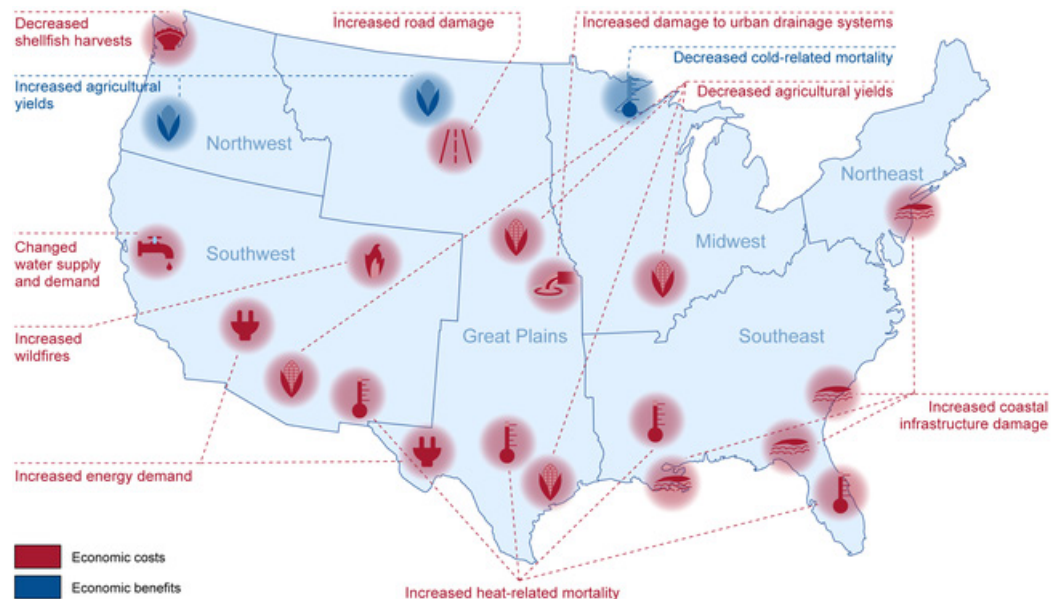 Decreased
shellfish harvests
Increased road damage
Increased damage to urban drainage systems
Decreased cold-related mortality
Increased agricultural
yields
Decreased agricultural yields
Northwest
Northeast
Changed
water supply
and demand
Southwest
Midwest
Increased
wildfires
Great Plains
Southeast
Increased coastal
infrastructure damage
Increased energy demand
Economic costs
Economic benefits
Increased heat-related mortality